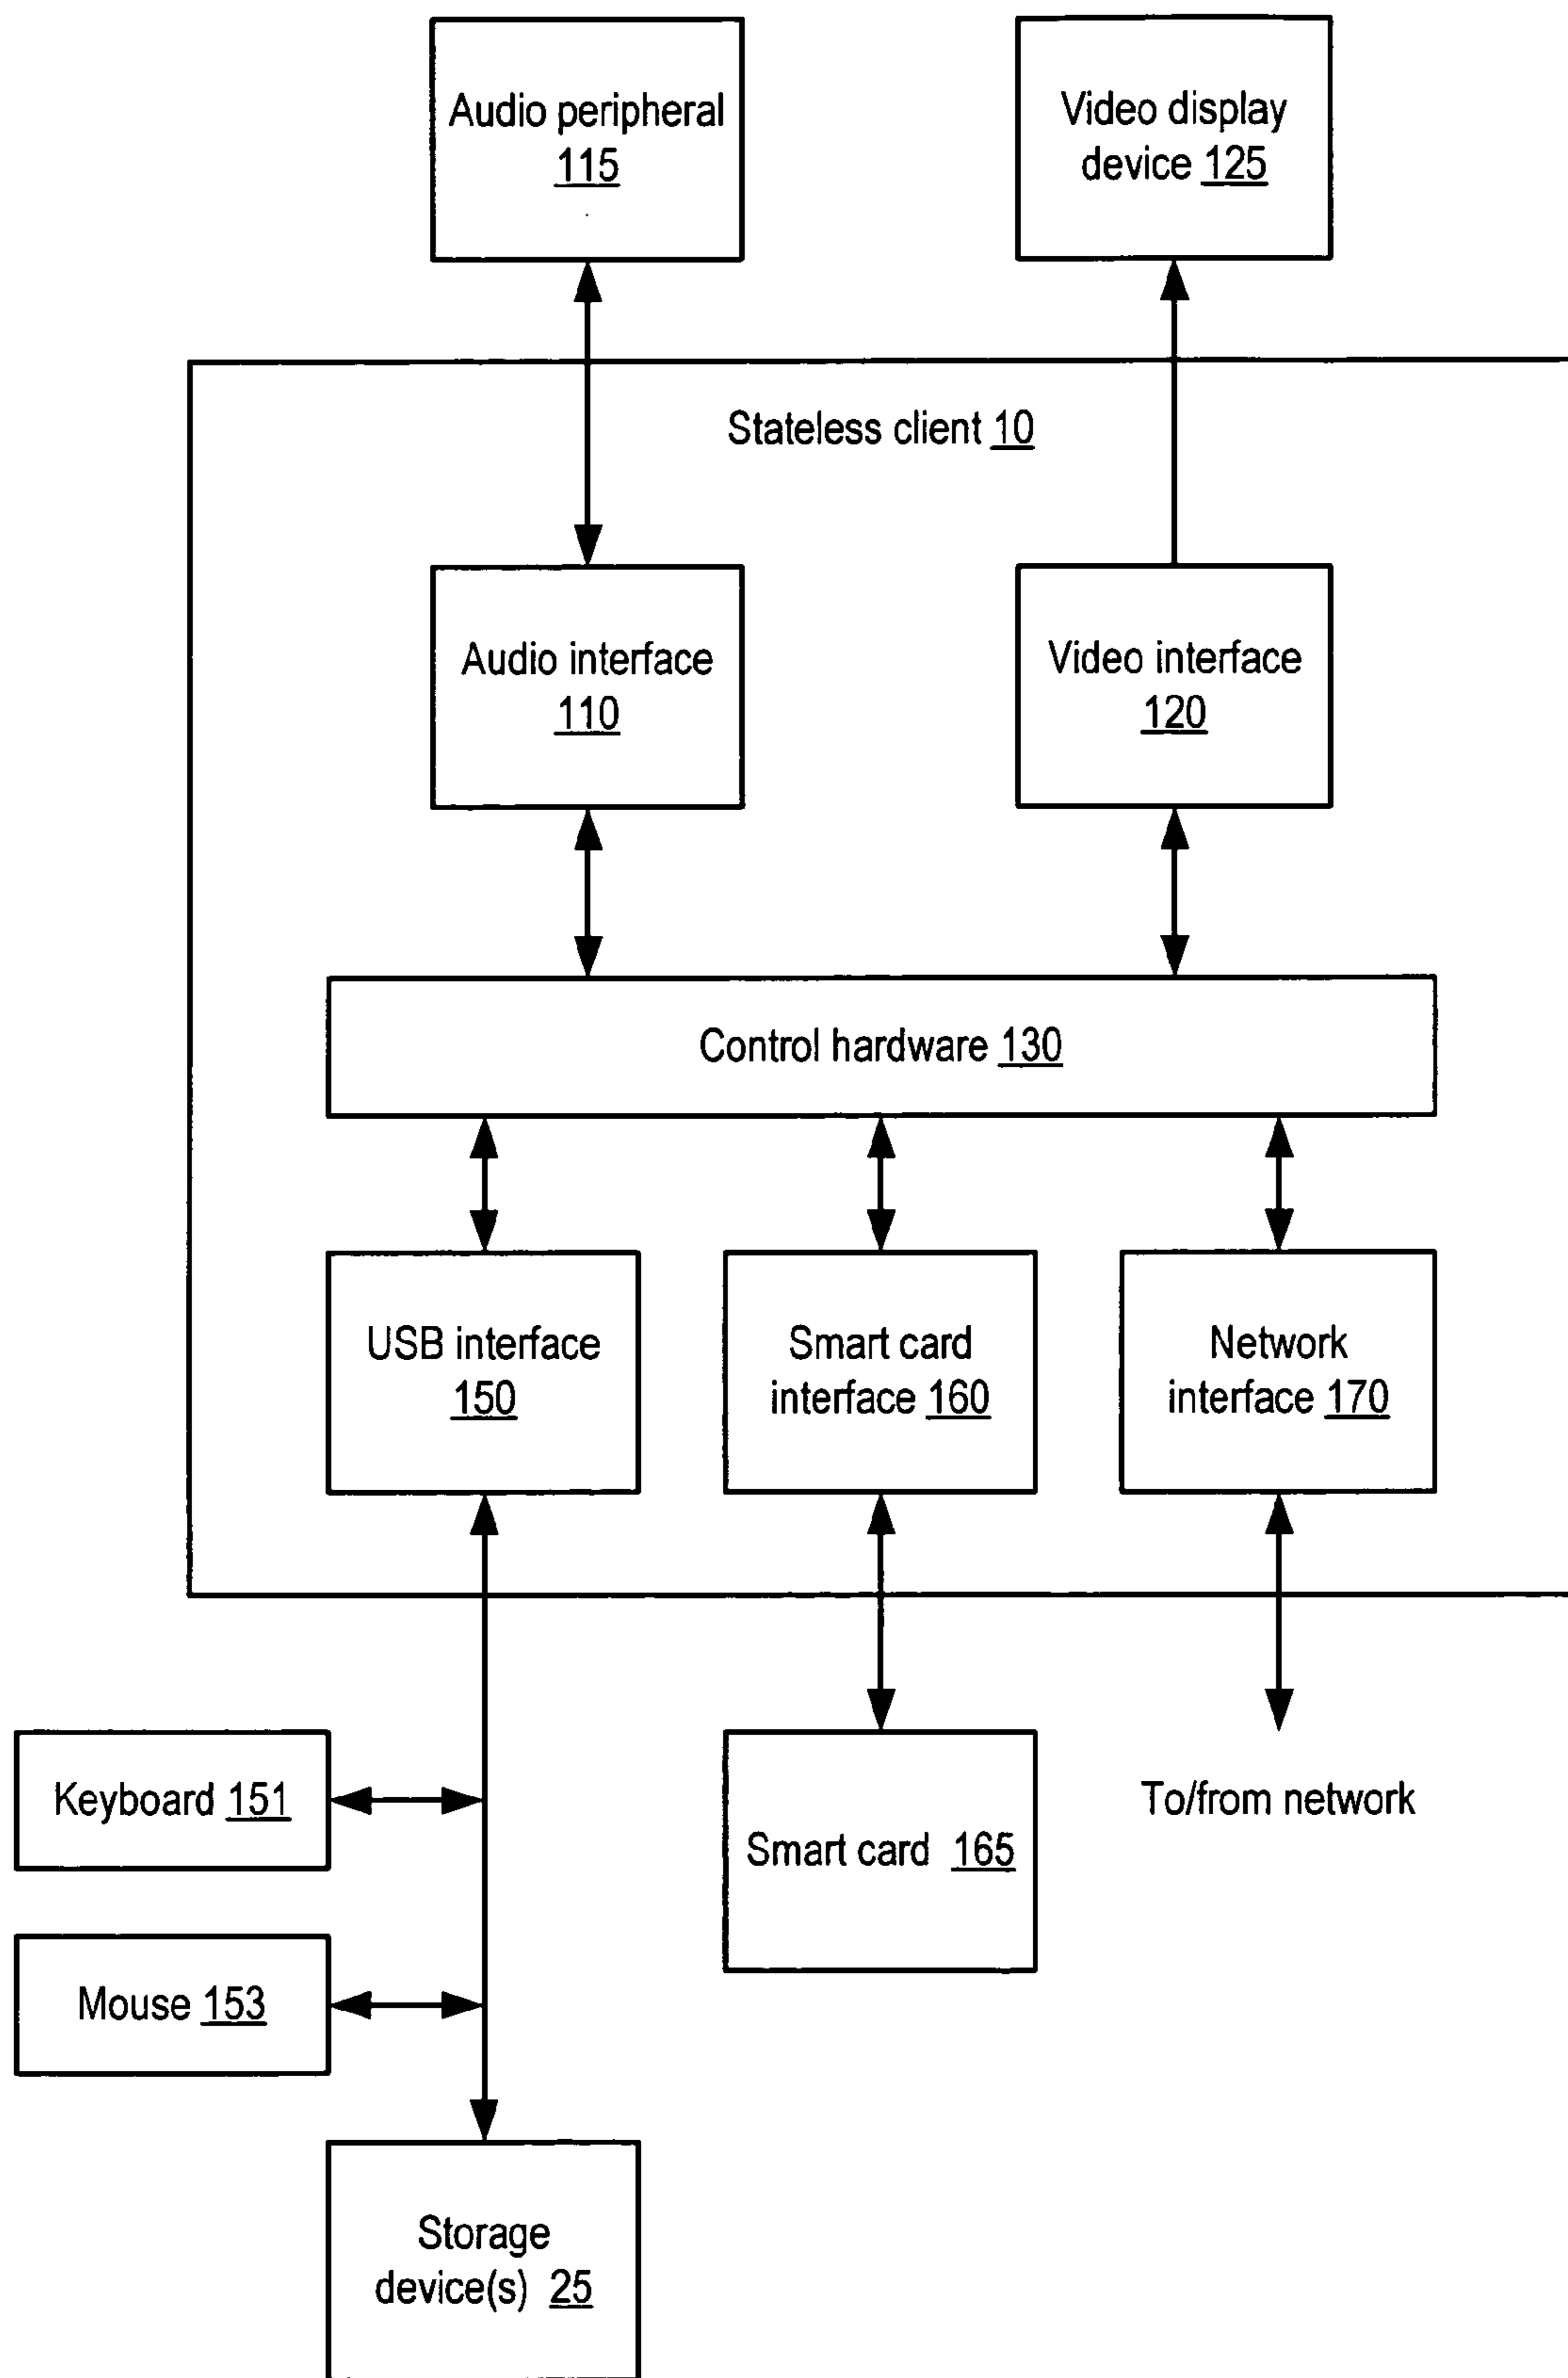 Audio peripheral
115
Video display
device 125
Stateless client 10
Audio interface
110
Video interface
120
Control hardware 130
USB interface
150
Smart card
interface 160
Network
interface 170
Keyboard 151
To/from network
Smart card 165
Mouse 153
Storage
device(s) 25